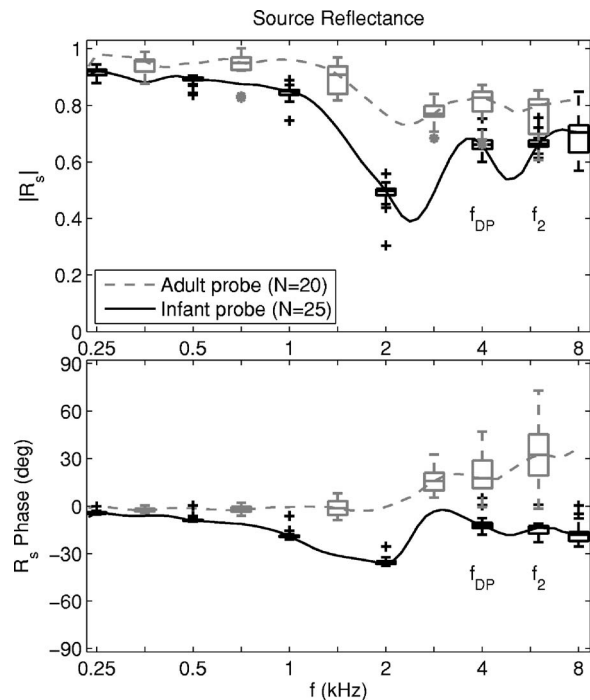 Source Reflectance
|R_s|
1
0.8
0.6
0.4
0.2
0
f_DP
f_2
Adult probe (N=20)
Infant probe (N=25)
0.25
0.5
1
2
4
8
R_s Phase (deg)
90
60
30
0
-30
-60
-90
f_DP
f_2
0.25
0.5
1
2
4
8
f (kHz)